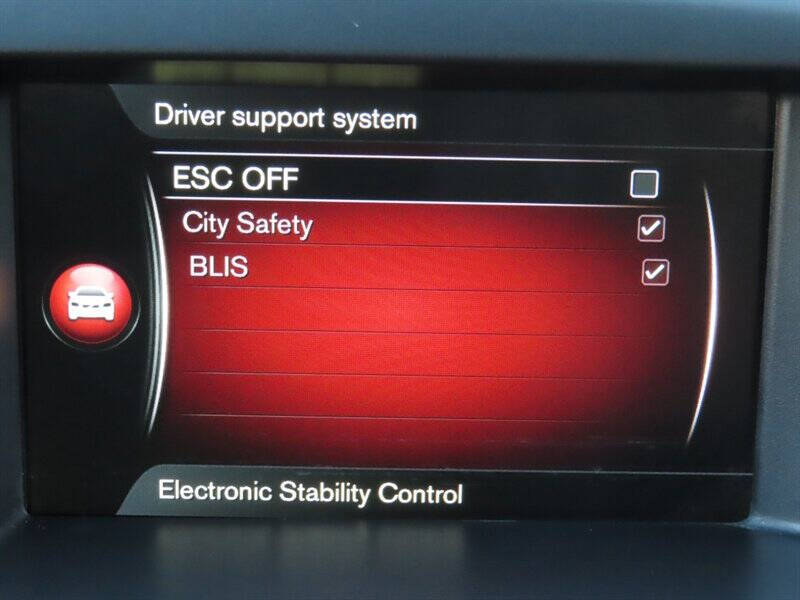 Driver support system
ESC OFF
City Safety
BLIS
Electronic Stability Control